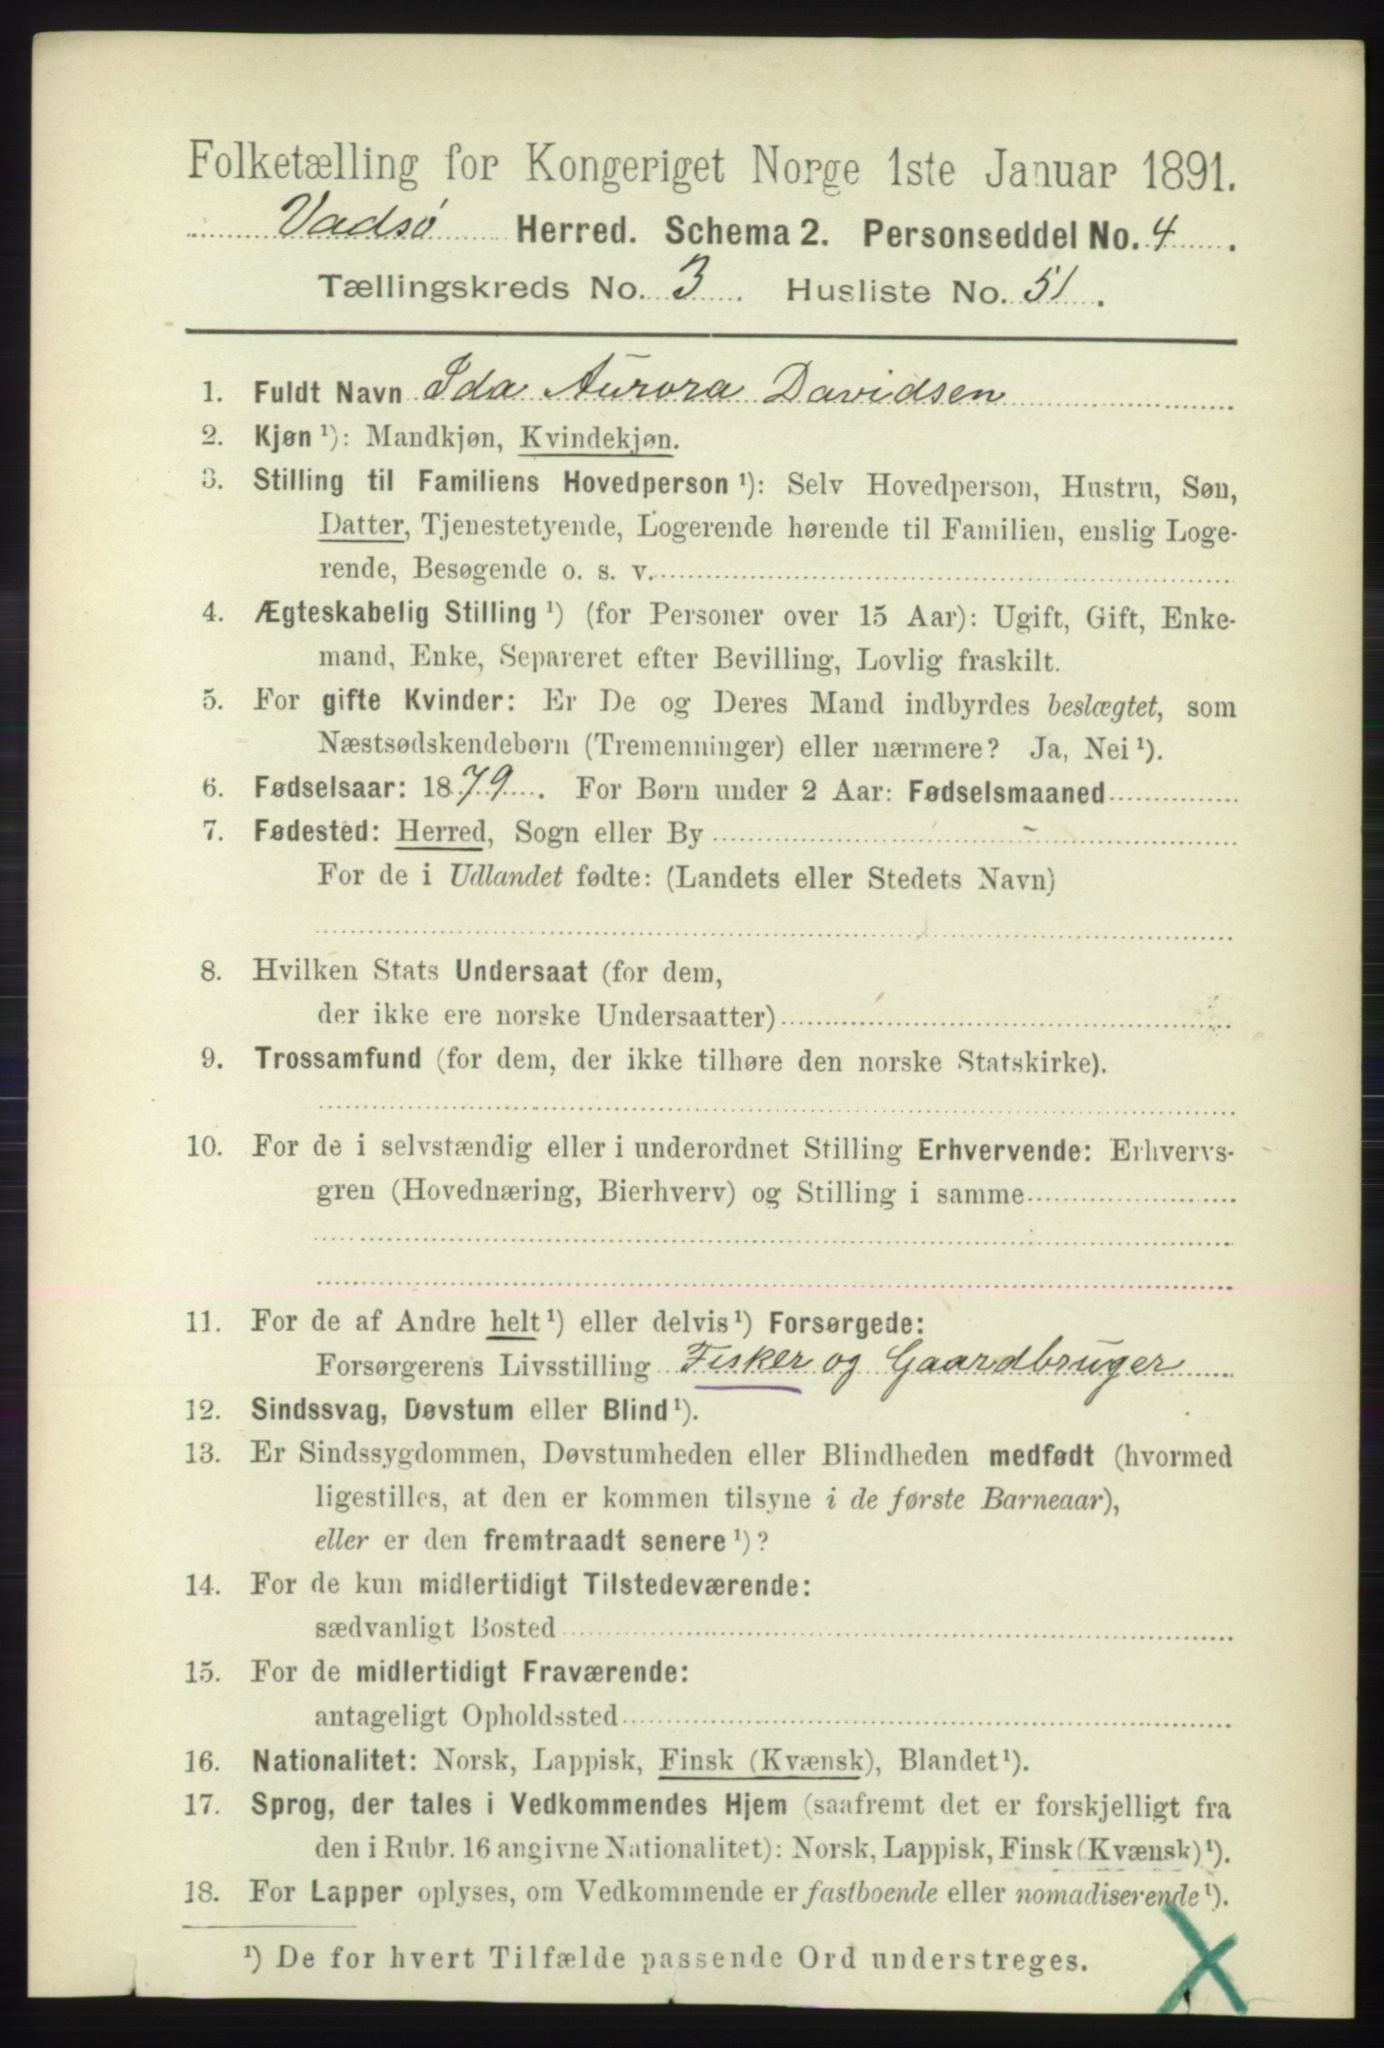 Folketælling for Kongeriget Norge 1ste Januar 1891.
Vadsø Herred. Schema 2. Personseddel No. 4.
Tællingskreds No. 3. Husliste No. 51.
1. Fuldt Navn Ida Aurora Davidsen
2. Kjøn ¹): Mandkjøn, Kvindekjøn.
3. Stilling til Familiens Hovedperson ¹): Selv Hovedperson, Hustru, Søn,
Datter, Tjenestetyende, Logerende hørende til Familien, enslig Loge-
rende, Besøgende o. s. v.
4. Ægteskabelig Stilling ¹) (for Personer over 15 Aar): Ugift, Gift, Enke-
mand, Enke, Separeret efter Bevilling, Lovlig fraskilt.
5. For gifte Kvinder: Er De og Deres Mand indbyrdes beslægtet, som
Næstsødskendebørn (Tremenninger) eller nærmere? Ja, Nei ¹).
6. Fødselsaar: 1879. For Børn under 2 Aar: Fødselsmaaned
7. Fødested: Herred, Sogn eller By
For de i Udlandet fødte: (Landets eller Stedets Navn)
8. Hvilken Stats Undersaat (for dem,
der ikke ere norske Undersaatter)
9. Trossamfund (for dem, der ikke tilhøre den norske Statskirke).
10. For de i selvstændig eller i underordnet Stilling Erhvervende: Erhvervs-
gren (Hovednæring, Bierhverv) og Stilling i samme
11. For de af Andre helt ¹) eller delvis ¹) Forsørgede:
Forsørgerens Livsstilling Fisker og Gaardbruger
12. Sindssvag, Døvstum eller Blind ¹).
13. Er Sindssygdommen, Døvstumheden eller Blindheden medfødt (hvormed
ligestilles, at den er kommen tilsyne i de første Barneaar),
eller er den fremtraadt senere ¹)?
14. For de kun midlertidigt Tilstedeværende:
sædvanligt Bosted
15. For de midlertidigt Fraværende:
antageligt Opholdssted
16. Nationalitet: Norsk, Lappisk, Finsk (Kvænsk), Blandet ¹).
17. Sprog, der tales i Vedkommendes Hjem (saafremt det er forskjelligt fra
den i Rubr. 16 angivne Nationalitet): Norsk, Lappisk, Finsk (Kvænsk) ¹).
18. For Lapper oplyses, om Vedkommende er fastboende eller nomadiserende ¹).
¹) De for hvert Tilfælde passende Ord understreges.